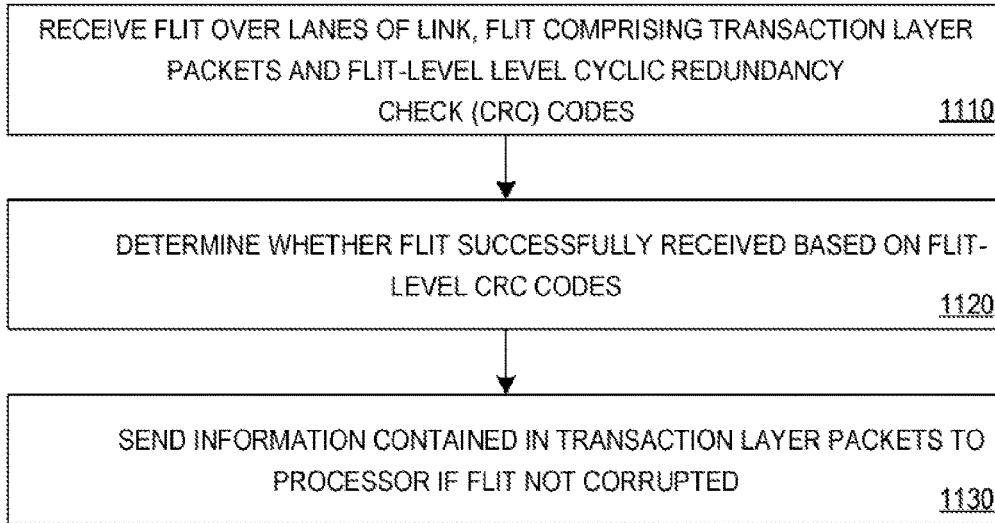 RECEIVE FLIT OVER LANES OF LINK, FLIT COMPRISING TRANSACTION LAYER
PACKETS AND FLIT-LEVEL LEVEL CYCLIC REDUNDANCY
CHECK (CRC) CODES
1110
DETERMINE WHETHER FLIT SUCCESSFULLY RECEIVED BASED ON FLIT-
LEVEL CRC CODES
1120
SEND INFORMATION CONTAINED IN TRANSACTION LAYER PACKETS TO
PROCESSOR IF FLIT NOT CORRUPTED
1130